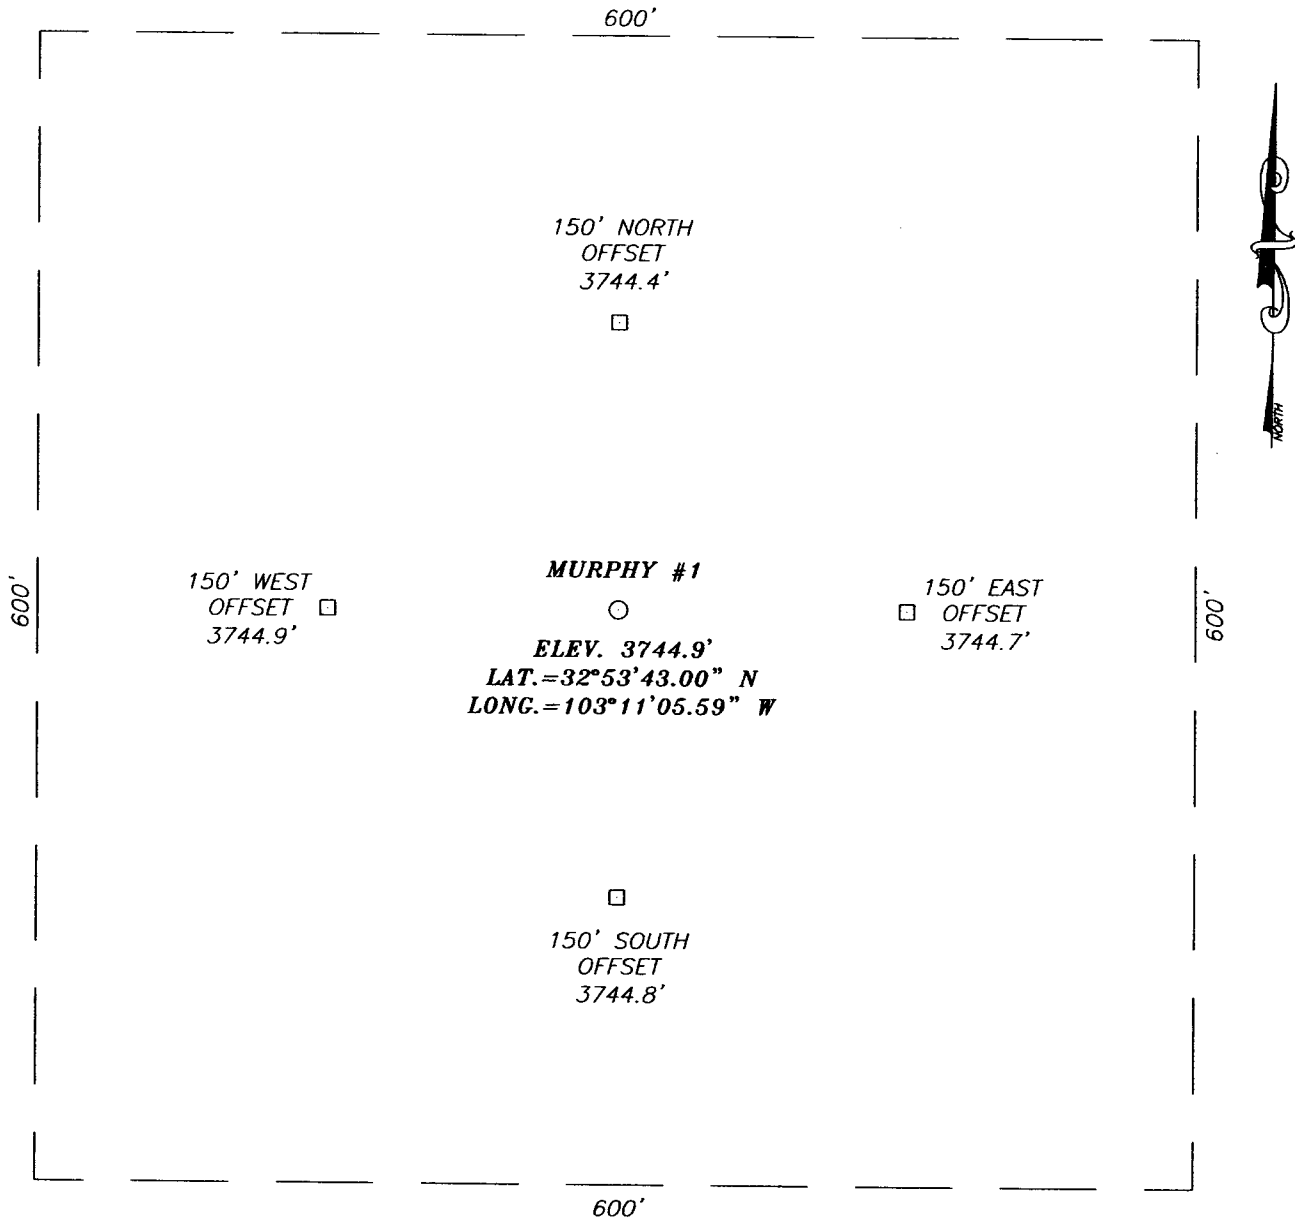 600'
150' NORTH
OFFSET
3744.4'
NORTH
MURPHY #1
600'
150' WEST
OFFSET
3744.9'
150' EAST
OFFSET
3744.7'
600'
ELEV. 3744.9'
LAT.=32°53'43.00" N
LONG.=103°11'05.59" W
150' SOUTH
OFFSET
3744.8'
600'